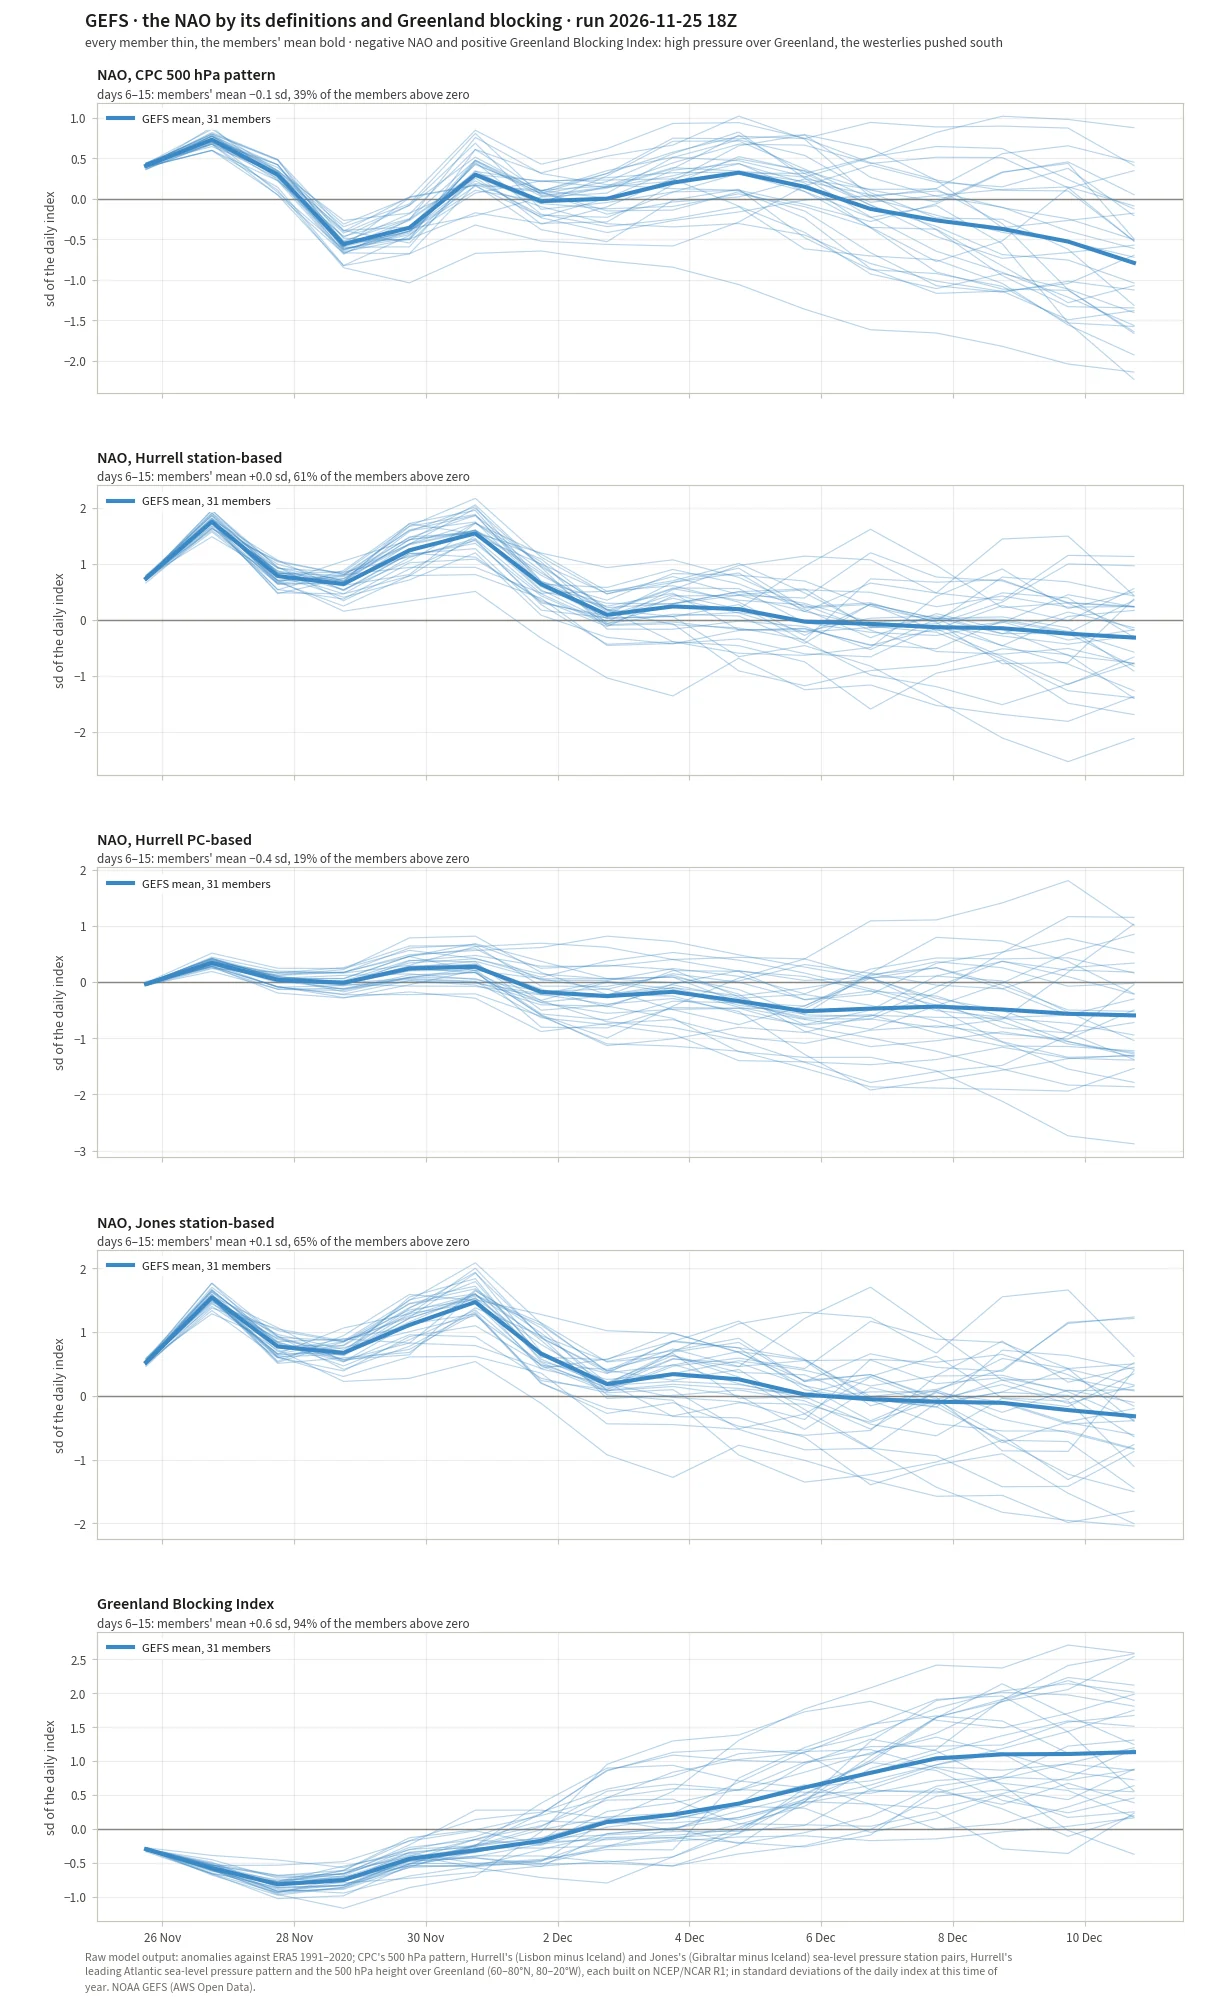 GEFS · the NAO by its definitions and Greenland blocking · run 2026-11-25 18Z
every member thin, the members' mean bold · negative NAO and positive Greenland Blocking Index: high pressure over Greenland, the westerlies pushed south
NAO, CPC 500 hPa pattern
days 6–15: members' mean −0.1 sd, 39% of the members above zero
GEFS mean, 31 members
sd of the daily index
1.0
0.5
0.0
−0.5
−1.0
−1.5
−2.0
NAO, Hurrell station-based
days 6–15: members' mean +0.0 sd, 61% of the members above zero
GEFS mean, 31 members
sd of the daily index
2
1
0
−1
−2
NAO, Hurrell PC-based
days 6–15: members' mean −0.4 sd, 19% of the members above zero
GEFS mean, 31 members
sd of the daily index
2
1
0
−1
−2
−3
NAO, Jones station-based
days 6–15: members' mean +0.1 sd, 65% of the members above zero
GEFS mean, 31 members
sd of the daily index
2
1
0
−1
−2
Greenland Blocking Index
days 6–15: members' mean +0.6 sd, 94% of the members above zero
GEFS mean, 31 members
sd of the daily index
2.5
2.0
1.5
1.0
0.5
0.0
−0.5
−1.0
26 Nov 28 Nov 30 Nov 2 Dec 4 Dec 6 Dec 8 Dec 10 Dec
Raw model output: anomalies against ERA5 1991–2020; CPC's 500 hPa pattern, Hurrell's (Lisbon minus Iceland) and Jones's (Gibraltar minus Iceland) sea-level pressure station pairs, Hurrell's
leading Atlantic sea-level pressure pattern and the 500 hPa height over Greenland (60–80°N, 80–20°W), each built on NCEP/NCAR R1; in standard deviations of the daily index at this time of
year. NOAA GEFS (AWS Open Data).